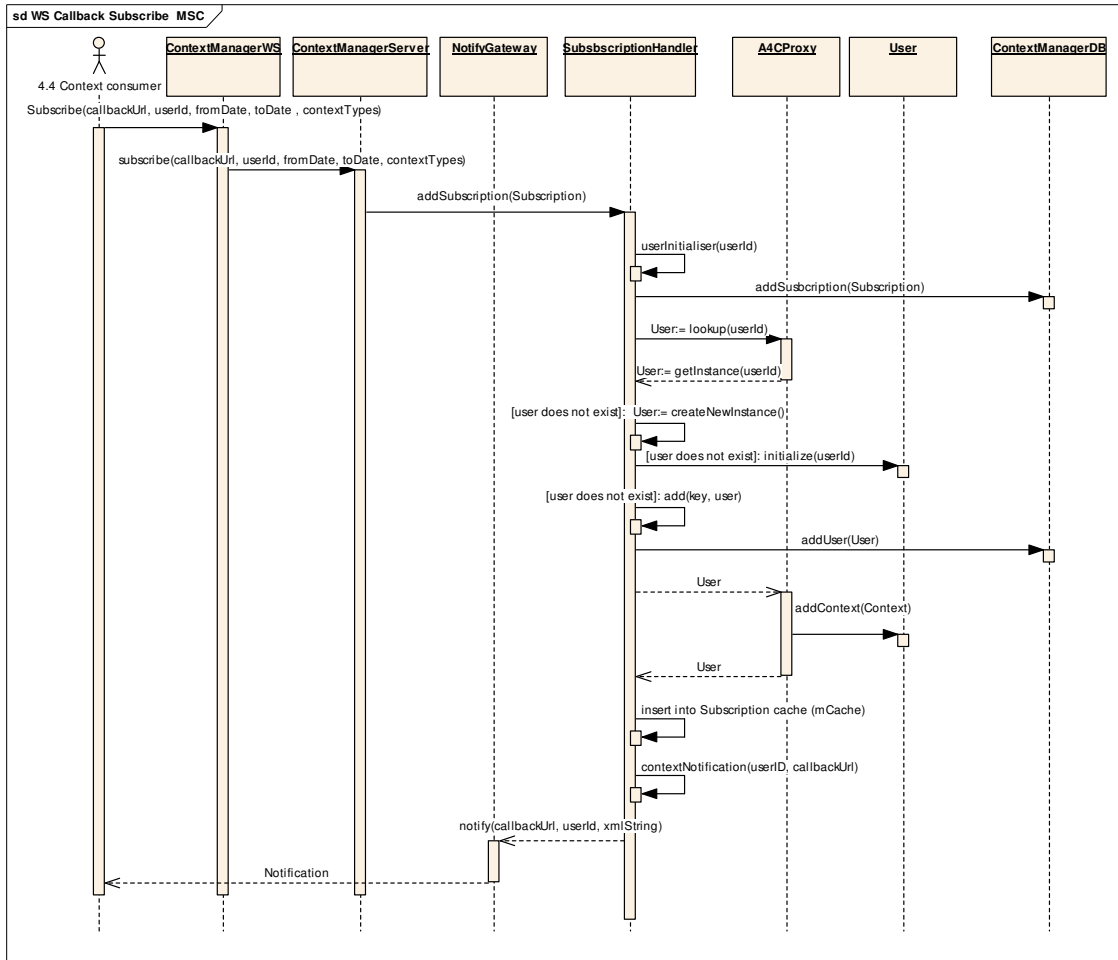 sd WS Callback Subscribe MSC
ContextManagerWS
ContextManagerServer
NotifyGateway
SubsbscriptionHandler
A4CProxy
User
ContextManagerDB
4.4 Context consumer
Subscribe(callbackUrl, userId, fromDate, toDate , contextTypes)
subscribe(callbackUrl, userId, fromDate, toDate, contextTypes)
addSubscription(Subscription)
userInitialiser(userId)
addSusbcription(Subscription)
User:= lookup(userId)
User:= getInstance(userId)
[user does not exist]: User:= createNewInstance()
[user does not exist]: initialize(userId)
[user does not exist]: add(key, user)
addUser(User)
User
addContext(Context)
User
insert into Subscription cache (mCache)
contextNotification(userID, callbackUrl)
notify(callbackUrl, userId, xmlString)
Notification